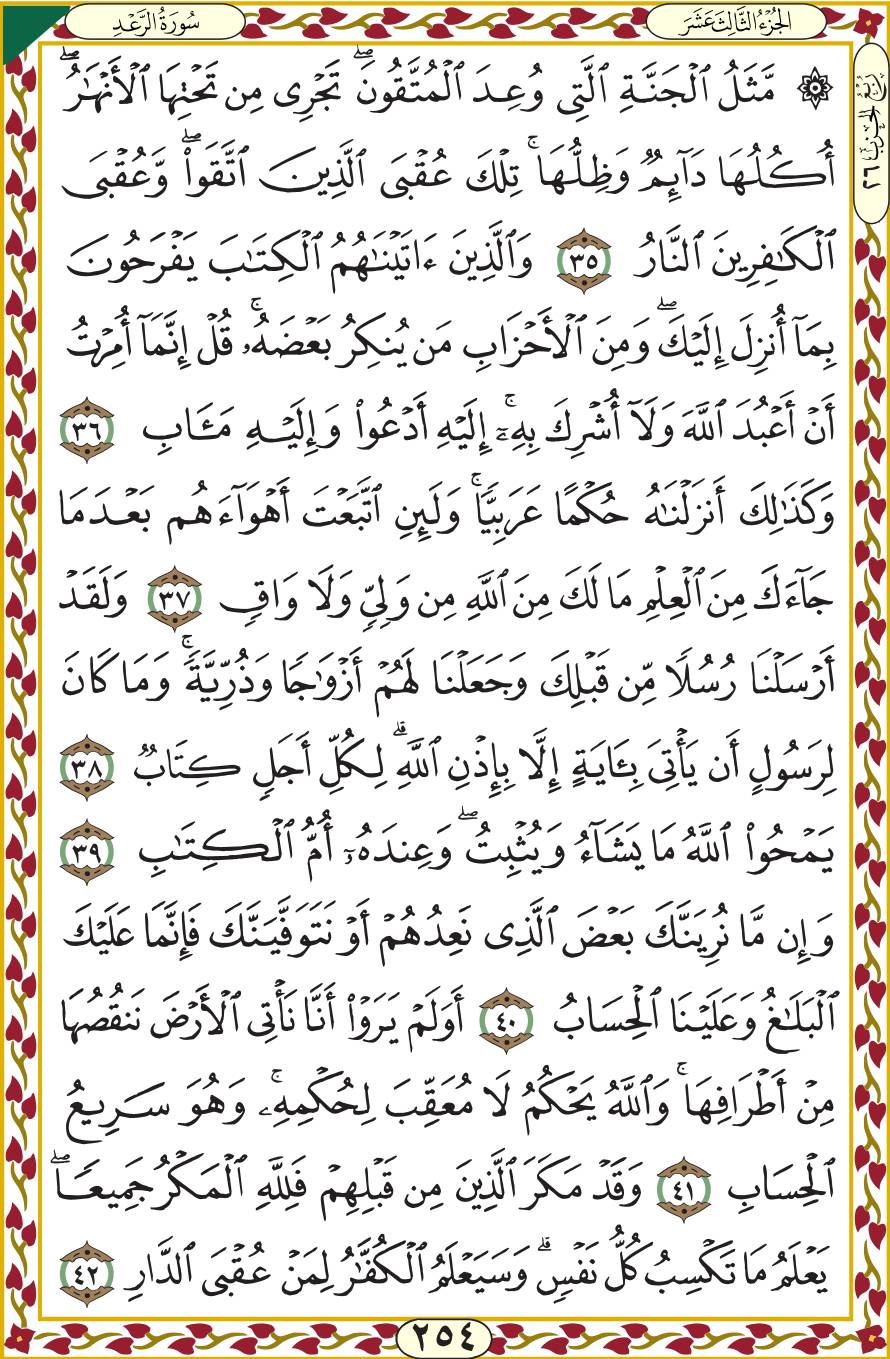 سُورَةُ الرَّعْدِ
الجُزْءُ الثَّالِثَ عَشَرَ
رُبْعُ الحِزْبِ ٢٦
۞ مَّثَلُ ٱلْجَنَّةِ ٱلَّتِى وُعِدَ ٱلْمُتَّقُونَ ۖ تَجْرِى مِن تَحْتِهَا ٱلْأَنْهَـٰرُ ۖ
أُكُلُهَا دَآئِمٌ وَظِلُّهَا ۚ تِلْكَ عُقْبَى ٱلَّذِينَ ٱتَّقَوا۟ ۖ وَّعُقْبَى
ٱلْكَـٰفِرِينَ ٱلنَّارُ ٣٥ وَٱلَّذِينَ ءَاتَيْنَـٰهُمُ ٱلْكِتَـٰبَ يَفْرَحُونَ
بِمَآ أُنزِلَ إِلَيْكَ ۖ وَمِنَ ٱلْأَحْزَابِ مَن يُنكِرُ بَعْضَهُۥ ۚ قُلْ إِنَّمَآ أُمِرْتُ
أَنْ أَعْبُدَ ٱللَّهَ وَلَآ أُشْرِكَ بِهِۦٓ ۚ إِلَيْهِ أَدْعُوا۟ وَإِلَيْهِ مَـَٔابِ ٣٦
وَكَذَٰلِكَ أَنزَلْنَـٰهُ حُكْمًا عَرَبِيًّا ۚ وَلَئِنِ ٱتَّبَعْتَ أَهْوَآءَهُم بَعْدَمَا
جَآءَكَ مِنَ ٱلْعِلْمِ مَا لَكَ مِنَ ٱللَّهِ مِن وَلِىٍّ وَلَا وَاقٍ ٣٧ وَلَقَدْ
أَرْسَلْنَا رُسُلًا مِّن قَبْلِكَ وَجَعَلْنَا لَهُمْ أَزْوَٰجًا وَذُرِّيَّةً ۚ وَمَا كَانَ
لِرَسُولٍ أَن يَأْتِىَ بِـَٔايَةٍ إِلَّا بِإِذْنِ ٱللَّهِ ۗ لِكُلِّ أَجَلٍ كِتَابٌ ٣٨
يَمْحُوا۟ ٱللَّهُ مَا يَشَآءُ وَيُثْبِتُ ۖ وَعِندَهُۥٓ أُمُّ ٱلْكِتَـٰبِ ٣٩
وَإِن مَّا نُرِيَنَّكَ بَعْضَ ٱلَّذِى نَعِدُهُمْ أَوْ نَتَوَفَّيَنَّكَ فَإِنَّمَا عَلَيْكَ
ٱلْبَلَـٰغُ وَعَلَيْنَا ٱلْحِسَابُ ٤٠ أَوَلَمْ يَرَوْا۟ أَنَّا نَأْتِى ٱلْأَرْضَ نَنقُصُهَا
مِنْ أَطْرَافِهَا ۚ وَٱللَّهُ يَحْكُمُ لَا مُعَقِّبَ لِحُكْمِهِۦ ۚ وَهُوَ سَرِيعُ
ٱلْحِسَابِ ٤١ وَقَدْ مَكَرَ ٱلَّذِينَ مِن قَبْلِهِمْ فَلِلَّهِ ٱلْمَكْرُ جَمِيعًا ۖ
يَعْلَمُ مَا تَكْسِبُ كُلُّ نَفْسٍ ۗ وَسَيَعْلَمُ ٱلْكُفَّـٰرُ لِمَنْ عُقْبَى ٱلدَّارِ ٤٢
٢٥٤